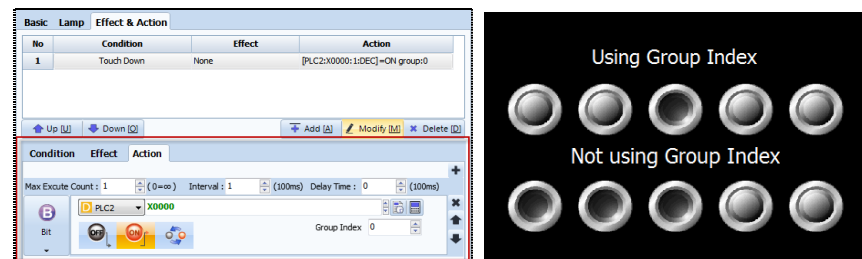 Basic Lamp Effect & Action
No Condition Effect Action
1 Touch Down None [PLC2:X0000:1:DEC]=ON group:0
Up [U] Down [O] Add [A] Modify [M] Delete [D]
Condition Effect Action
Max Excute Count : 1 ( 0=∞ ) Interval : 1 (100ms) Delay Time : 0 (100ms)
B D PLC2 X0000
Bit OFF ON Group Index 0
Using Group Index
Not using Group Index